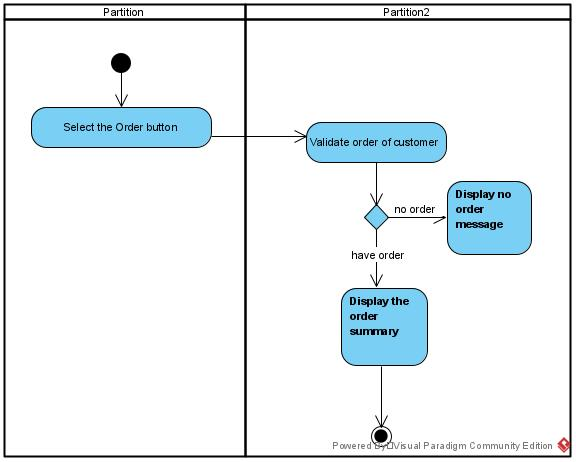 Partition
Partition2
Select the Order button
Validate order of customer
no order
Display no
order
message
have order
Display the
order
summary
Powered By Visual Paradigm Community Edition